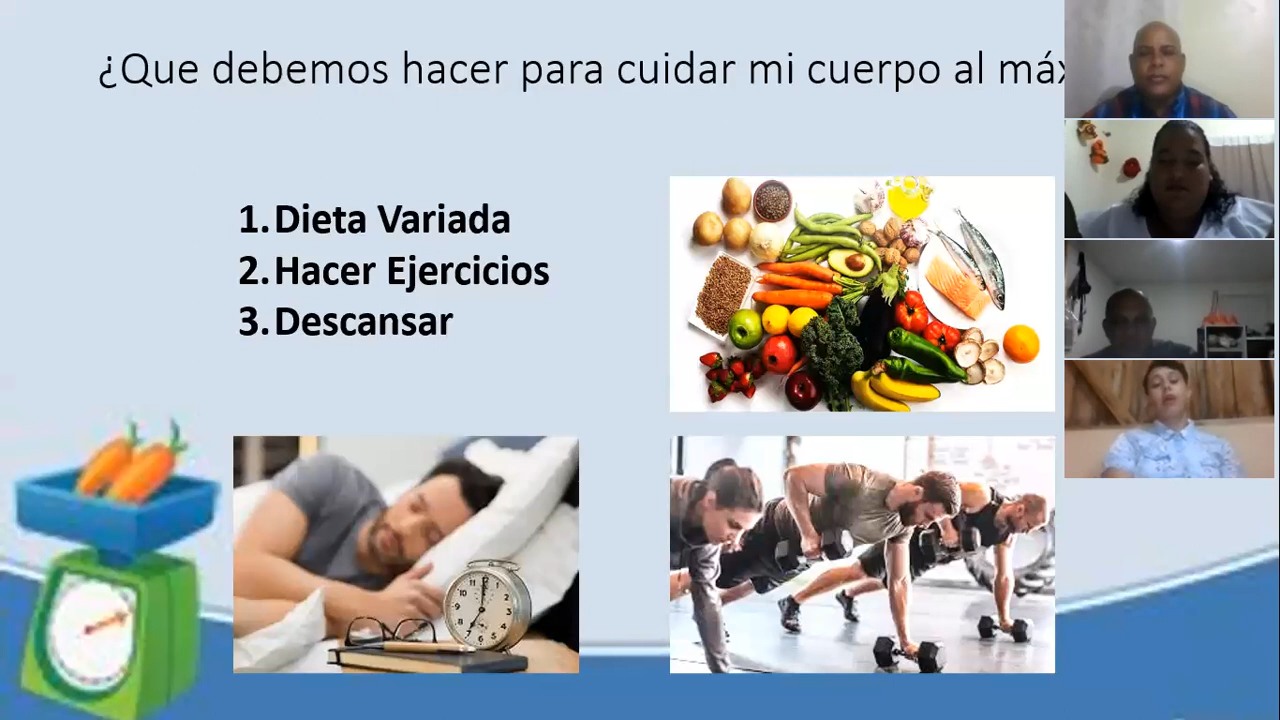 ¿Que debemos hacer para cuidar mi cuerpo al máx
1. Dieta Variada
2. Hacer Ejercicios
3. Descansar